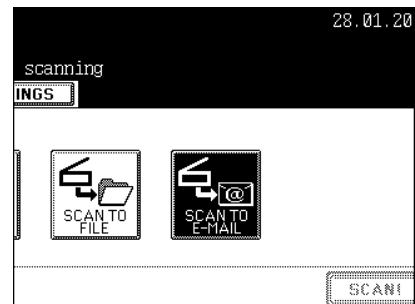 28.01.20
scanning
INGS
SCAN TO
FILE
@
SCAN TO
E-MAIL
SCAN!